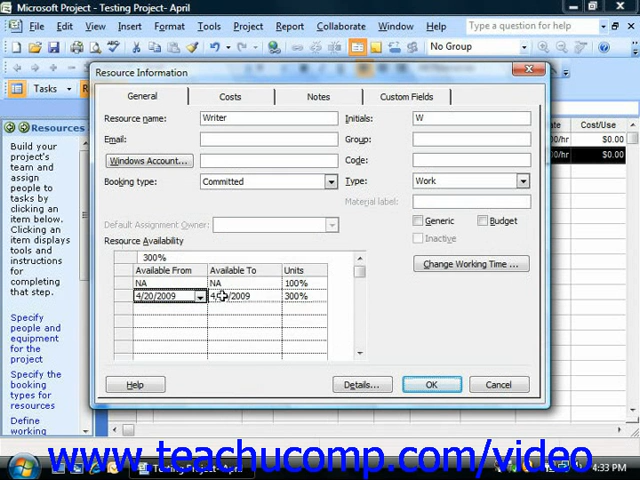 Microsoft Project - Testing Project- April
File Edit View Insert Format Tools Project Report Collaborate Window Help Type a question for help
No Group
Tasks
Resource Information
General Costs Notes Custom Fields
Resource name: Writer Initials: W
Email: Group:
Windows Account... Code:
Booking type: Committed Type: Work
Material label:
Default Assignment Owner: Generic Budget
Inactive
Resource Availability
300%
Change Working Time ...
Available From Available To Units
NA NA 100%
4/20/2009 /2009 300%
Help Details... OK Cancel
Resources
Build your
project's
team and
assign
people to
tasks by
clicking an
item below.
Clicking an
item displays
tools and
instructions
for
completing
that step.
Specify
people and
equipment
for the
project
Specify the
booking
types for
resources
Define
working
Cost/Use
$0.00
$0.00
www.teachucomp.com/video
Testing Project- Apri...
4:33 PM